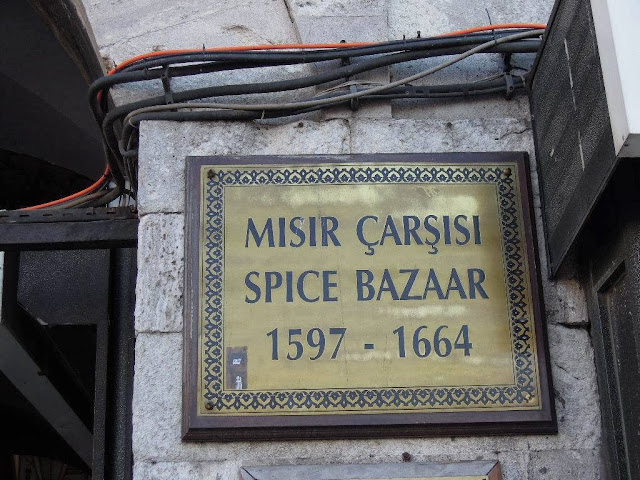 MISIR ÇARŞISI
SPICE BAZAAR
1597 - 1664